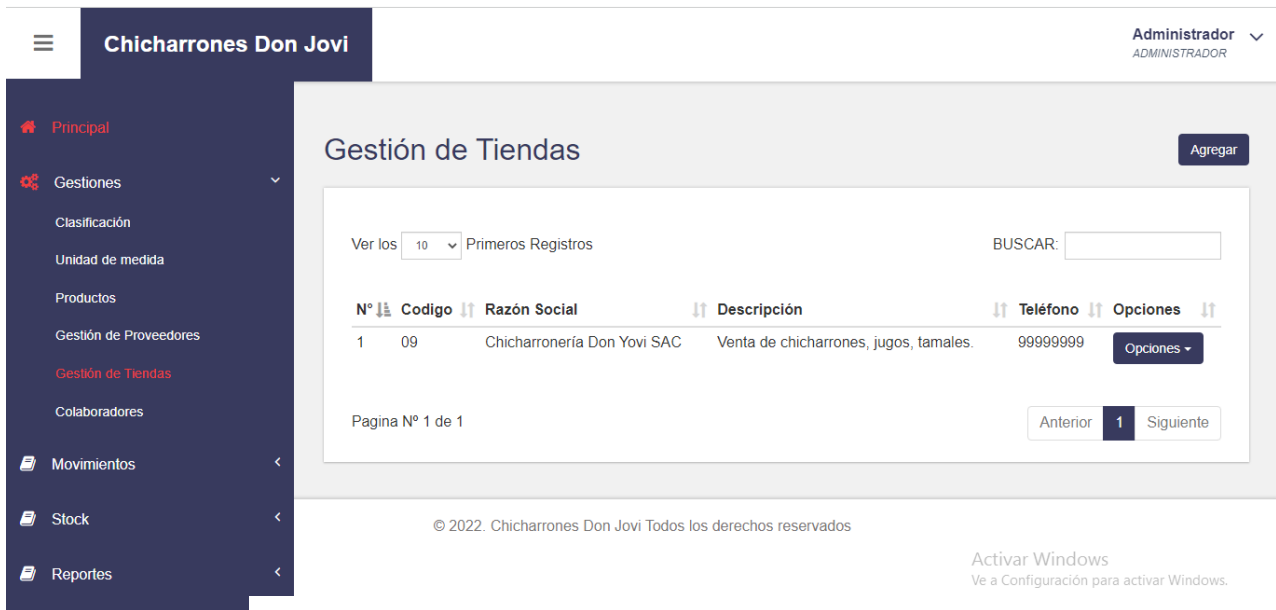 Chicharrones Don Jovi
Administrador
ADMINISTRADOR
Principal
Gestiones
Clasificación
Unidad de medida
Productos
Gestión de Proveedores
Gestión de Tiendas
Colaboradores
Movimientos
Stock
Reportes
Gestión de Tiendas
Agregar
Ver los 10 Primeros Registros
BUSCAR:
N° Codigo Razón Social Descripción Teléfono Opciones
1 09 Chicharronería Don Yovi SAC Venta de chicharrones, jugos, tamales. 99999999 Opciones
Pagina Nº 1 de 1
Anterior 1 Siguiente
© 2022. Chicharrones Don Jovi Todos los derechos reservados
Activar Windows
Ve a Configuración para activar Windows.